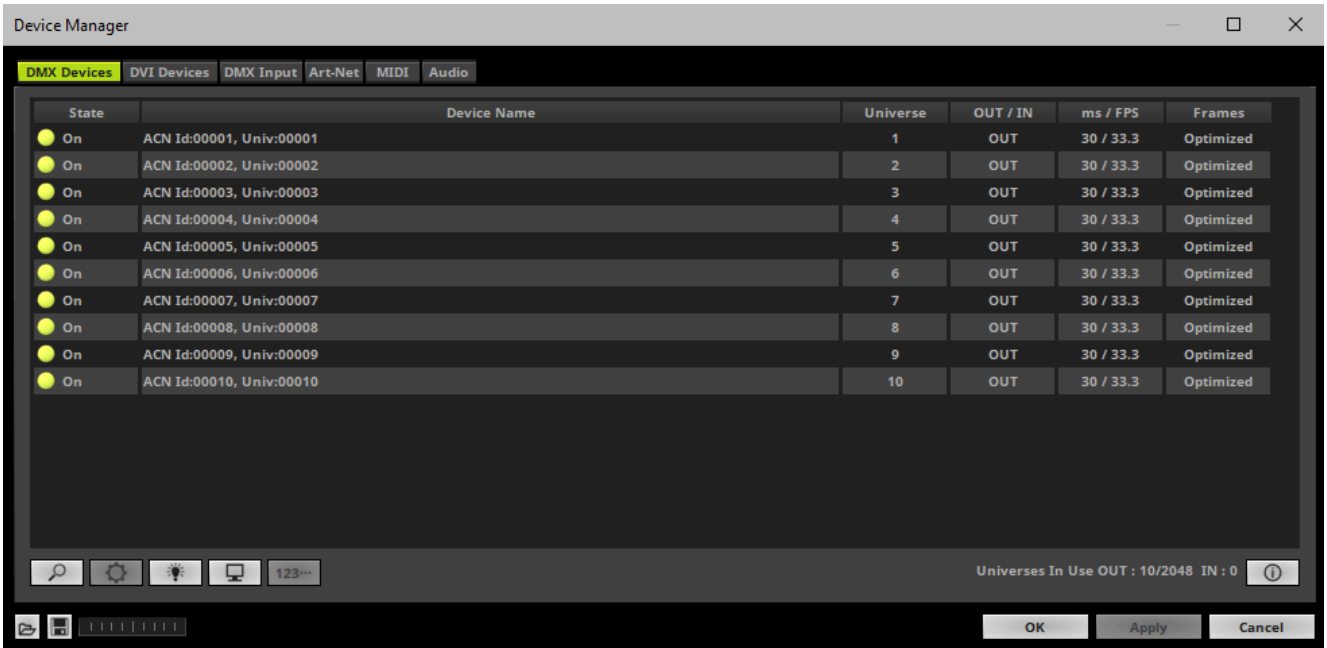 Device Manager
DMX Devices DVI Devices DMX Input Art-Net MIDI Audio
State Device Name Universe OUT / IN ms / FPS Frames
On ACN Id:00001, Univ:00001 1 OUT 30 / 33.3 Optimized
On ACN Id:00002, Univ:00002 2 OUT 30 / 33.3 Optimized
On ACN Id:00003, Univ:00003 3 OUT 30 / 33.3 Optimized
On ACN Id:00004, Univ:00004 4 OUT 30 / 33.3 Optimized
On ACN Id:00005, Univ:00005 5 OUT 30 / 33.3 Optimized
On ACN Id:00006, Univ:00006 6 OUT 30 / 33.3 Optimized
On ACN Id:00007, Univ:00007 7 OUT 30 / 33.3 Optimized
On ACN Id:00008, Univ:00008 8 OUT 30 / 33.3 Optimized
On ACN Id:00009, Univ:00009 9 OUT 30 / 33.3 Optimized
On ACN Id:00010, Univ:00010 10 OUT 30 / 33.3 Optimized
123... Universes In Use OUT : 10/2048 IN : 0
OK Apply Cancel